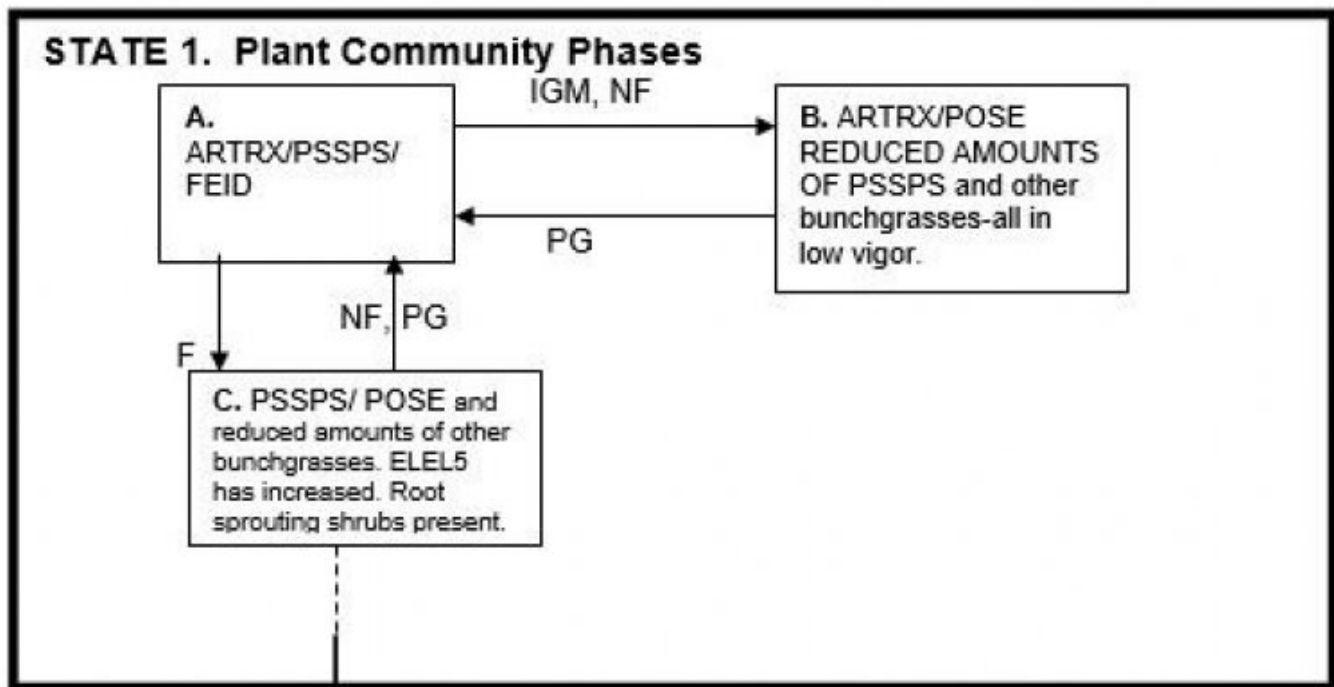 STATE 1. Plant Community Phases
A.
ARTRX/PSSPS/
FEID
IGM, NF
B. ARTRX/POSE
REDUCED AMOUNTS
OF PSSPS and other
bunchgrasses-all in
low vigor.
PG
NF, PG
F
C. PSSPS/ POSE and
reduced amounts of other
bunchgrasses. ELEL5
has increased. Root
sprouting shrubs present.